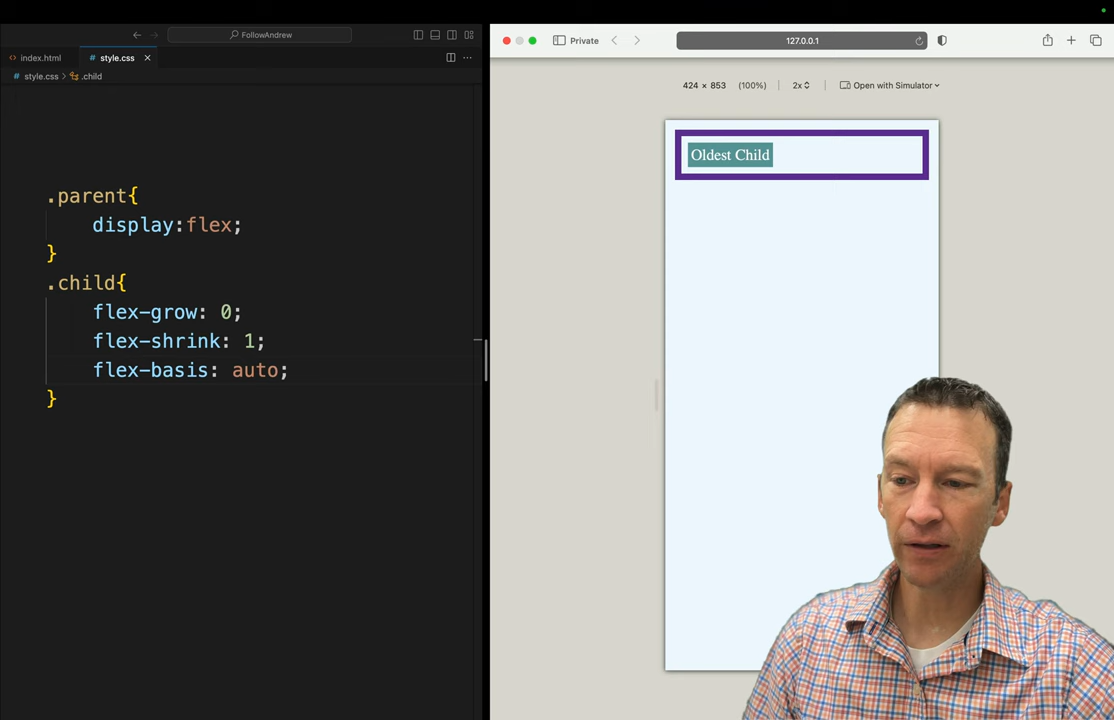 FollowAndrew
index.html
style.css
style.css > .child
.parent{
display:flex;
}
.child{
flex-grow: 0;
flex-shrink: 1;
flex-basis: auto;
}
Private
127.0.0.1
424 × 853 (100%) 2x Open with Simulator
Oldest Child